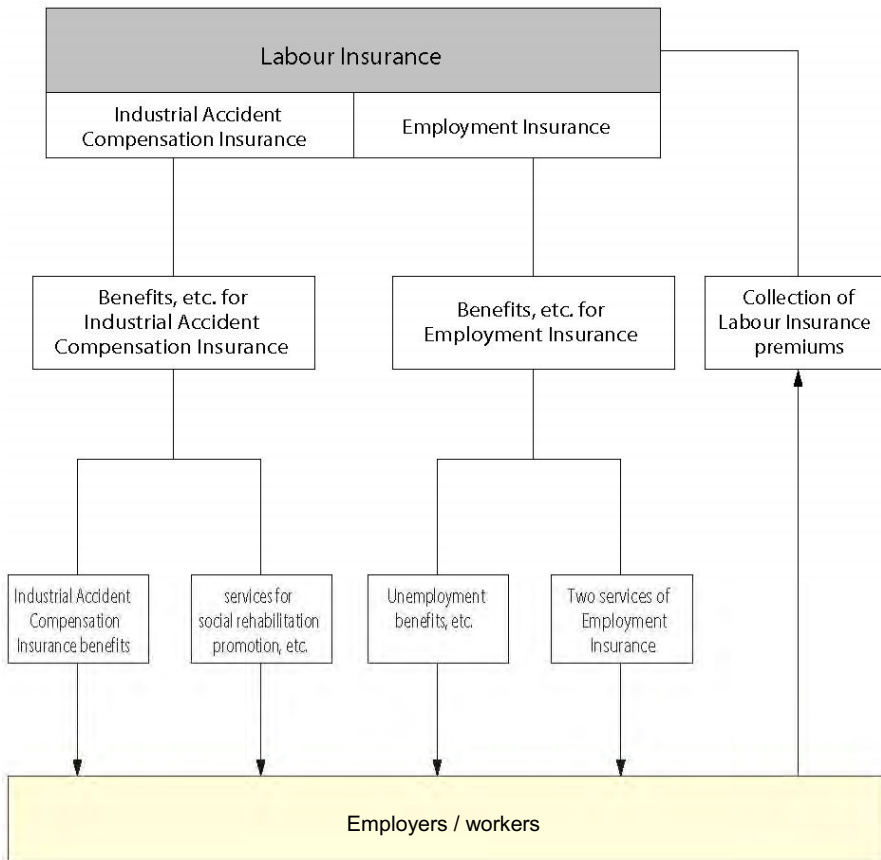 Labour Insurance
Industrial Accident
Compensation Insurance
Employment Insurance
Benefits, etc. for
Industrial Accident
Compensation Insurance
Benefits, etc. for
Employment Insurance
Collection of
Labour Insurance
premiums
Industrial Accident
Compensation
Insurance benefits
services for
social rehabilitation
promotion, etc.
Unemployment
benefits, etc.
Two services of
Employment
Insurance
Employers / workers